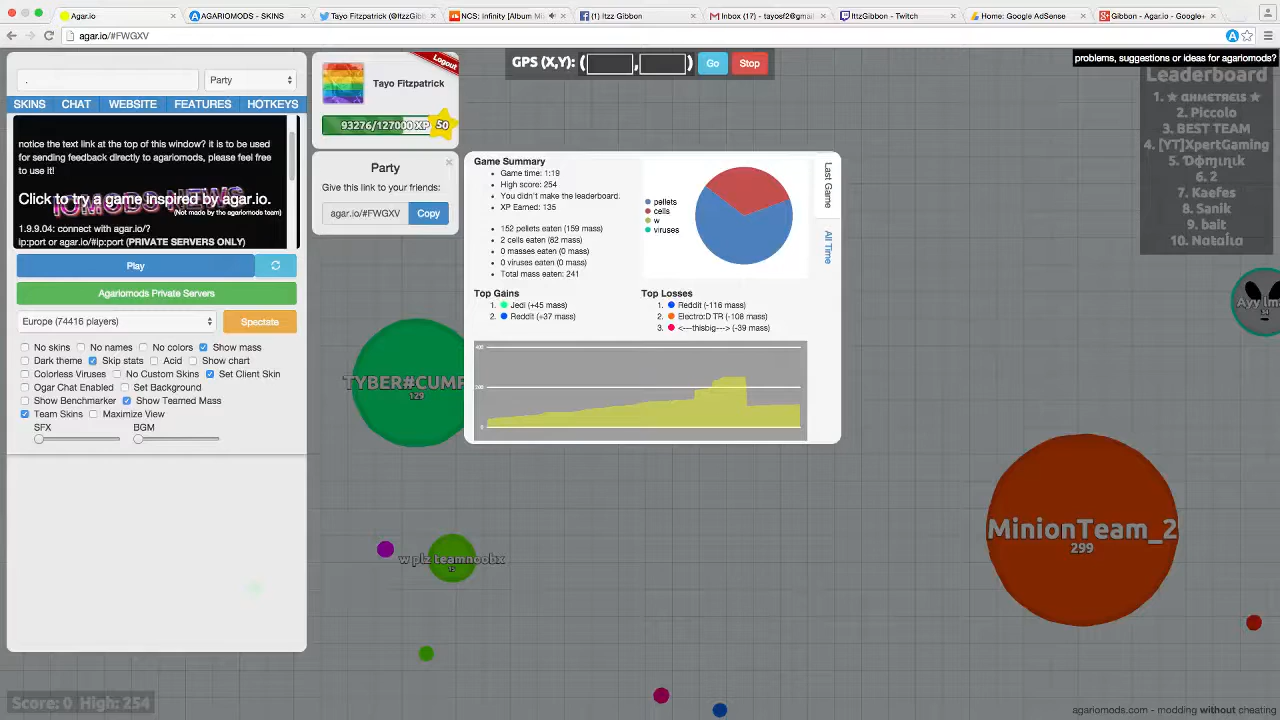 Agar.io
AGARIOMODS - SKINS
Tayo Fitzpatrick (@ItzzGibb
NCS: Infinity [Album M
(1) Itzz Gibbon
Inbox (17) - tayosf2@gmail
ItzGibbon - Twitch
Home: Google AdSense
Gibbon - Agar.io - Google+
agar.io/#FWGXV
.
Party
SKINS CHAT WEBSITE FEATURES HOTKEYS
notice the text link at the top of this window? it is to be used
for sending feedback directly to agariomods, please feel free
to use it!
Click to try a game inspired by agar.io.
(Not made by the agariomods team)
1.9.9.04: connect with agar.io/?
ip:port or agar.io/#ip:port (PRIVATE SERVERS ONLY)
Play
Agariomods Private Servers
Europe (74416 players)
Spectate
No skins No names No colors Show mass
Dark theme Skip stats Acid Show chart
Colorless Viruses No Custom Skins Set Client Skin
Ogar Chat Enabled Set Background
Show Benchmarker Show Teamed Mass
Team Skins Maximize View
SFX BGM
Logout
Tayo Fitzpatrick
93276/127000 XP 50
Party
Give this link to your friends:
agar.io/#FWGXV Copy
GPS (X,Y): ( , ) Go Stop
Game Summary
Game time: 1:19
High score: 254
You didn't make the leaderboard.
XP Earned: 135
152 pellets eaten (159 mass)
2 cells eaten (82 mass)
0 masses eaten (0 mass)
0 viruses eaten (0 mass)
Total mass eaten: 241
pellets
cells
w
viruses
Last Game
All Time
Top Gains
1. Jedi (+45 mass)
2. Reddit (+37 mass)
Top Losses
1. Reddit (-116 mass)
2. Electro:D TR (-108 mass)
3. <---thisbig---> (-39 mass)
200
0
problems, suggestions or ideas for agariomods?
Leaderboard
1. ★ αнмεтяειѕ ★
2. Piccolo
3. BEST TEAM
4. [YT]XpertGaming
6. 2
7. Kaefes
8. Sanik
9. bait
10. Nαtαlια
129
w plz teamnoobx
MinionTeam_2
299
Score: 0 High: 254
agariomods.com - modding without cheating